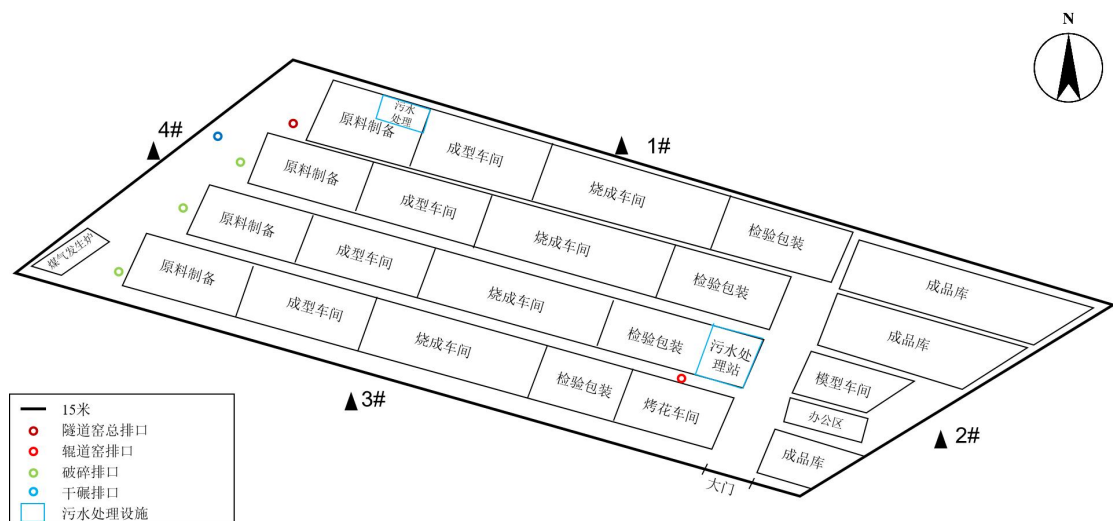 N
污水
处理
原料制备
4#
1#
成型车间
原料制备
烧成车间
成型车间
原料制备
检验包装
烧成车间
成型车间
煤气发生炉
原料制备
成品库
检验包装
烧成车间
成型车间
成品库
检验包装
污水处
理站
烧成车间
模型车间
检验包装
烤花车间
3#
办公区
2#
成品库
大门
15米
隧道窑总排口
辊道窑排口
破碎排口
干碾排口
污水处理设施